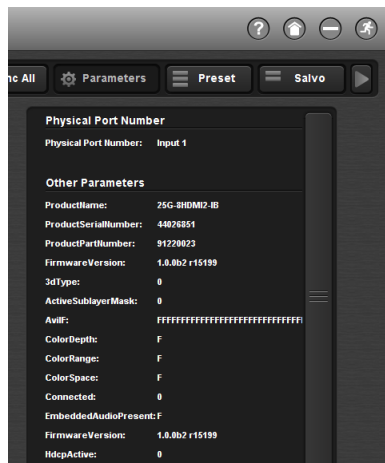 ?
nc All Parameters Preset Salvo
Physical Port Number
Physical Port Number: Input 1
Other Parameters
ProductName: 25G-8HDMI2-IB
ProductSerialNumber: 44026851
ProductPartNumber: 91220023
FirmwareVersion: 1.0.0b2 r15199
3dType: 0
ActiveSublayerMask: 0
AviIF: FFFFFFFFFFFFFFFFFFFFFFFFFFFFFF
ColorDepth: F
ColorRange: F
ColorSpace: F
Connected: 0
EmbeddedAudioPresent: F
FirmwareVersion: 1.0.0b2 r15199
HdcpActive: 0